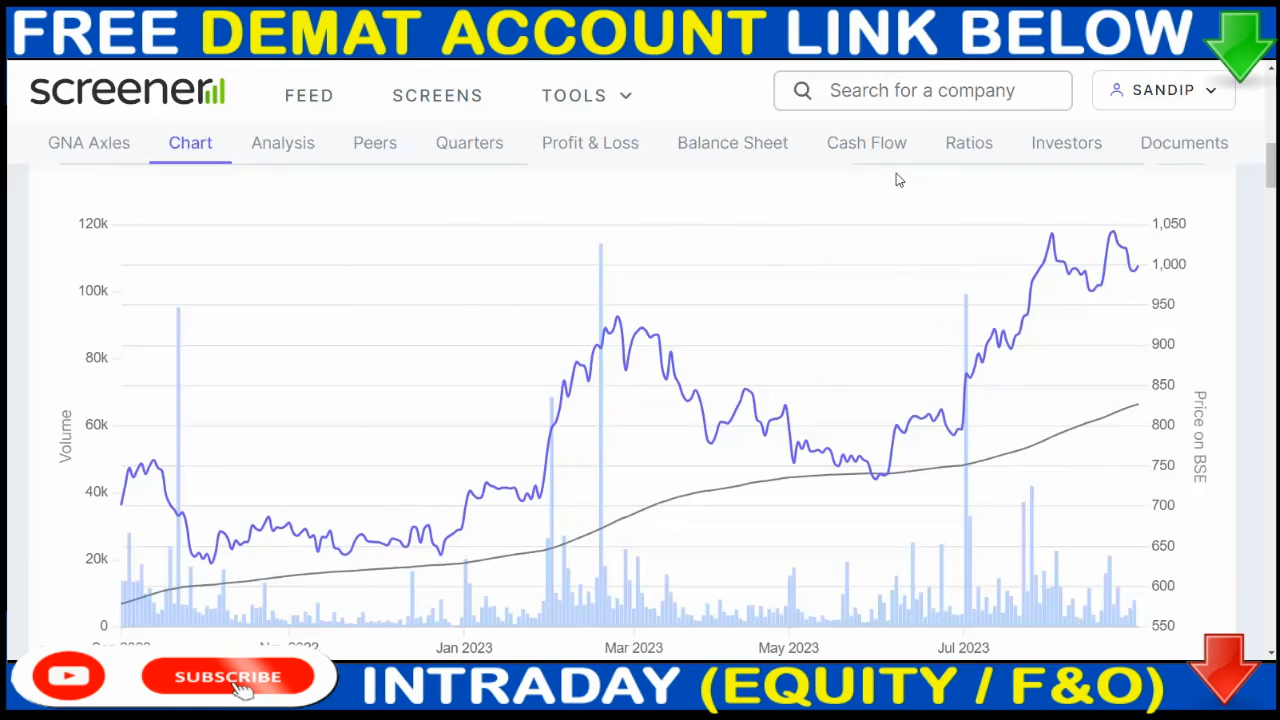 FREE DEMAT ACCOUNT LINK BELOW
screener
FEED SCREENS TOOLS
Search for a company
SANDIP
GNA Axles Chart Analysis Peers Quarters Profit & Loss Balance Sheet Cash Flow Ratios Investors Documents
120k 1,050
1,000
100k
950
80k 900
850
60k 800
750
40k
700
650
20k
600
0 550
Volume
Price on BSE
Jan 2023 Mar 2023 May 2023 Jul 2023
SUBSCRIBE
INTRADAY (EQUITY / F&O)